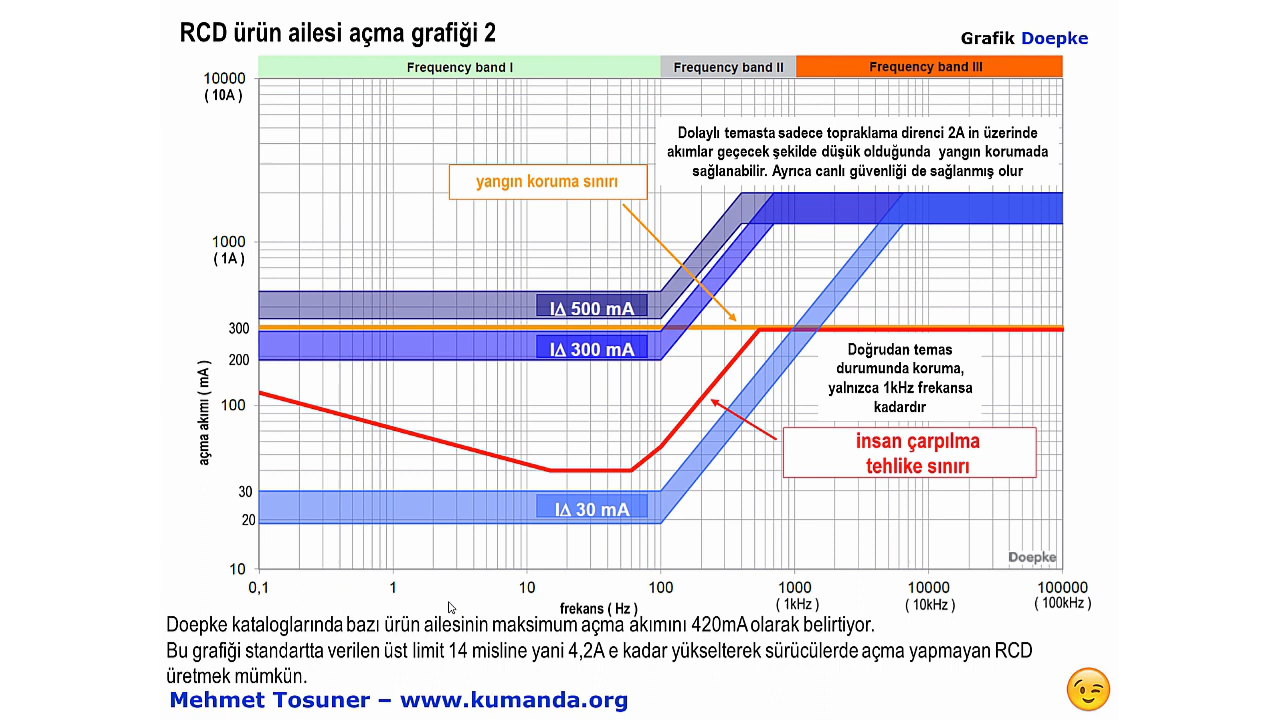 RCD ürün ailesi açma grafiği 2
Grafik Doepke
Frequency band I
Frequency band II
Frequency band III
10000
( 10A )
Dolaylı temasta sadece topraklama direnci 2A in üzerinde
akımlar geçecek şekilde düşük olduğunda yangın korumada
sağlanabilir. Ayrıca canlı güvenliği de sağlanmış olur
yangın koruma sınırı
1000
( 1A )
I∆ 500 mA
300
I∆ 300 mA
200
Doğrudan temas
durumunda koruma,
yalnızca 1kHz frekansa
kadardır
100
açma akımı ( mA )
insan çarpılma
tehlike sınırı
30
I∆ 30 mA
20
Doepke
10
0,1
1
10
100
1000
10000
100000
( 1kHz )
( 10kHz )
( 100kHz )
frekans ( Hz )
Doepke kataloglarında bazı ürün ailesinin maksimum açma akımını 420mA olarak belirtiyor.
Bu grafiği standartta verilen üst limit 14 misline yani 4,2A e kadar yükselterek sürücülerde açma yapmayan RCD
üretmek mümkün.
Mehmet Tosuner – www.kumanda.org